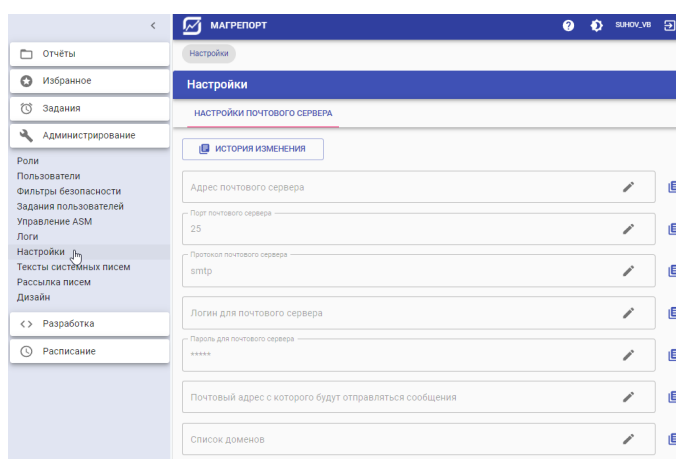 МАГРЕПОРТ
SUHOV_VB
Отчёты
Избранное
Задания
Администрирование
Роли
Пользователи
Фильтры безопасности
Задания пользователей
Управление ASM
Логи
Настройки
Тексты системных писем
Рассылка писем
Дизайн
Разработка
Расписание
Настройки
Настройки
НАСТРОЙКИ ПОЧТОВОГО СЕРВЕРА
ИСТОРИЯ ИЗМЕНЕНИЯ
Адрес почтового сервера
Порт почтового сервера
25
Протокол почтового сервера
smtp
Логин для почтового сервера
Пароль для почтового сервера
*****
Почтовый адрес с которого будут отправляться сообщения
Список доменов